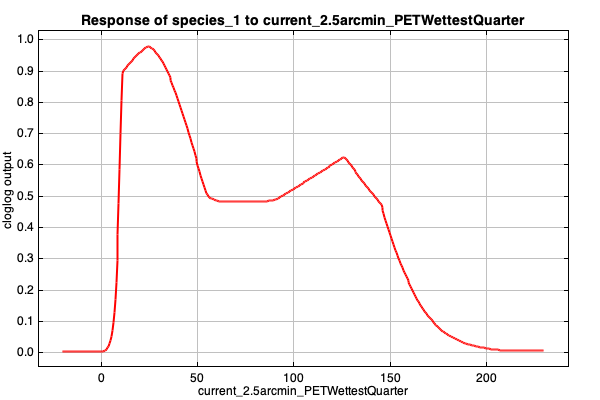 Response of species_1 to current_2.5arcmin_PETWettestQuarter
1.0
0.9
0.8
0.7
0.6
0.5
0.4
0.3
0.2
0.1
0.0
cloglog output
0 50 100 150 200
current_2.5arcmin_PETWettestQuarter